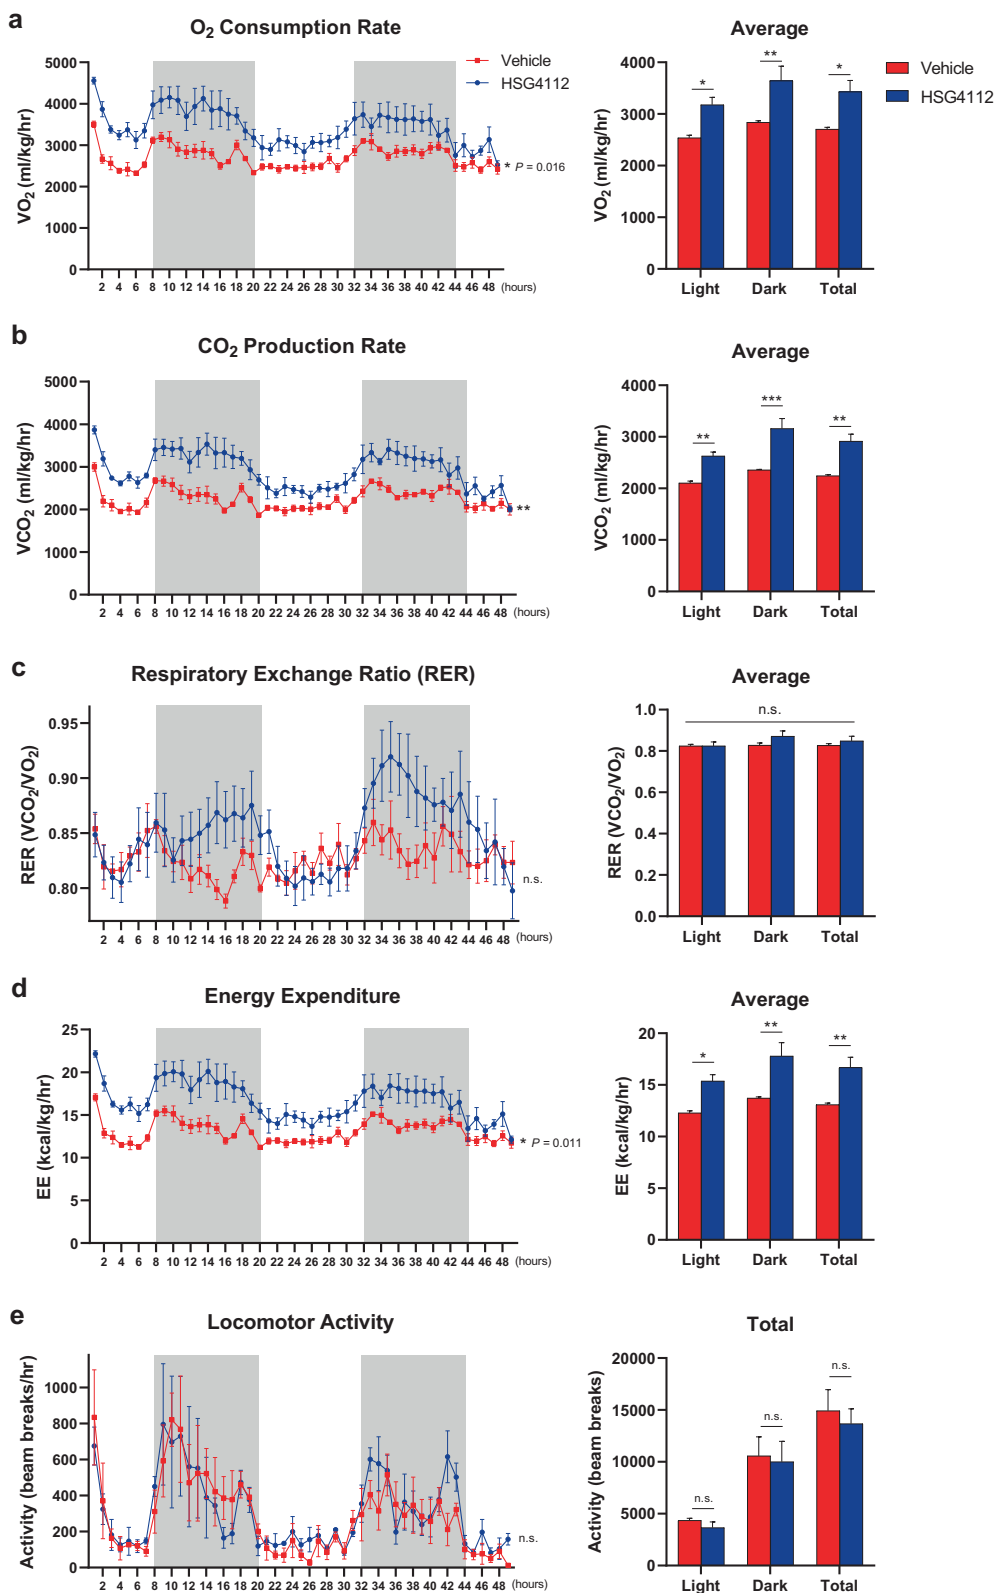 a
O2 Consumption Rate
Average
Vehicle
HSG4112
Vehicle
HSG4112
VO2 (ml/kg/hr)
5000
4000
3000
2000
1000
0
2 4 6 8 10 12 14 16 18 20 22 24 26 28 30 32 34 36 38 40 42 44 46 48 (hours)
* P = 0.016
VO2 (ml/kg/hr)
4000
3000
2000
1000
0
* ** *
Light Dark Total
b
CO2 Production Rate
Average
VCO2 (ml/kg/hr)
5000
4000
3000
2000
1000
0
2 4 6 8 10 12 14 16 18 20 22 24 26 28 30 32 34 36 38 40 42 44 46 48 (hours)
**
VCO2 (ml/kg/hr)
4000
3000
2000
1000
0
** *** **
Light Dark Total
c
Respiratory Exchange Ratio (RER)
Average
RER (VCO2/VO2)
0.95
0.90
0.85
0.80
2 4 6 8 10 12 14 16 18 20 22 24 26 28 30 32 34 36 38 40 42 44 46 48 (hours)
n.s.
RER (VCO2/VO2)
1.0
0.8
0.6
0.4
0.2
0.0
n.s.
Light Dark Total
d
Energy Expenditure
Average
EE (kcal/kg/hr)
25
20
15
10
5
0
2 4 6 8 10 12 14 16 18 20 22 24 26 28 30 32 34 36 38 40 42 44 46 48 (hours)
* P = 0.011
EE (kcal/kg/hr)
20
15
10
5
0
* ** **
Light Dark Total
e
Locomotor Activity
Total
Activity (beam breaks/hr)
1000
800
600
400
200
0
2 4 6 8 10 12 14 16 18 20 22 24 26 28 30 32 34 36 38 40 42 44 46 48 (hours)
n.s.
Activity (beam breaks)
20000
15000
10000
5000
0
n.s. n.s. n.s.
Light Dark Total